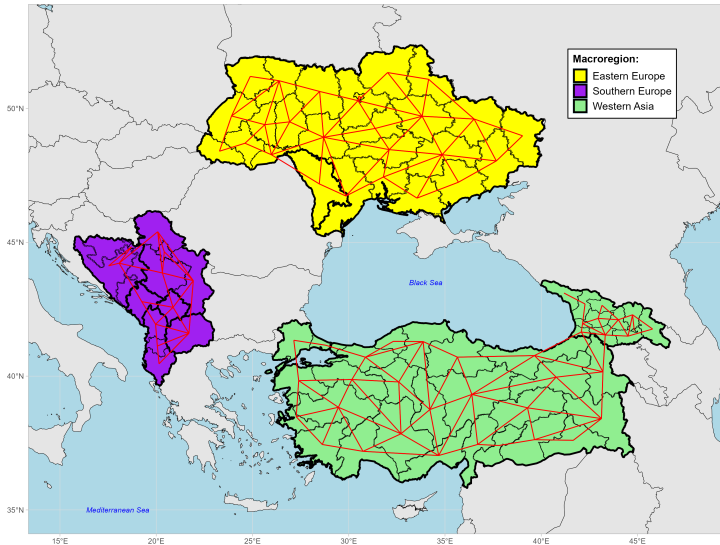 Macroregion:
Eastern Europe
Southern Europe
Western Asia
50°N
45°N
Black Sea
40°N
35°N
Mediterranean Sea
15°E 20°E 25°E 30°E 35°E 40°E 45°E